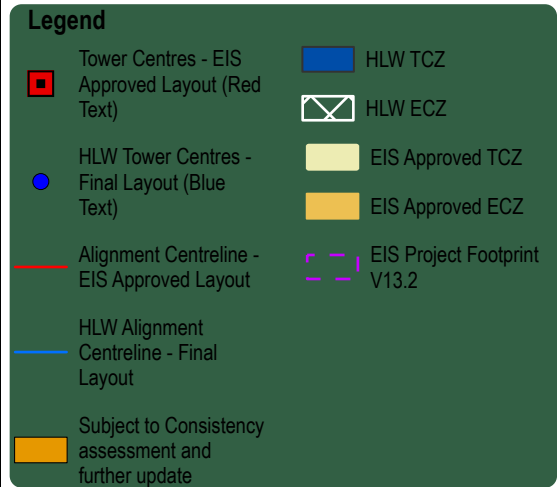 Legend
Tower Centres - EIS
Approved Layout (Red
Text)
HLW Tower Centres -
Final Layout (Blue
Text)
Alignment Centreline -
EIS Approved Layout
HLW Alignment
Centreline - Final
Layout
Subject to Consistency
assessment and
further update
HLW TCZ
HLW ECZ
EIS Approved TCZ
EIS Approved ECZ
EIS Project Footprint
V13.2